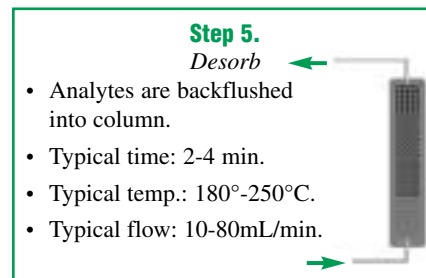 Step 5.
Desorb
• Analytes are backflushed
into column.
• Typical time: 2-4 min.
• Typical temp.: 180°-250°C.
• Typical flow: 10-80mL/min.